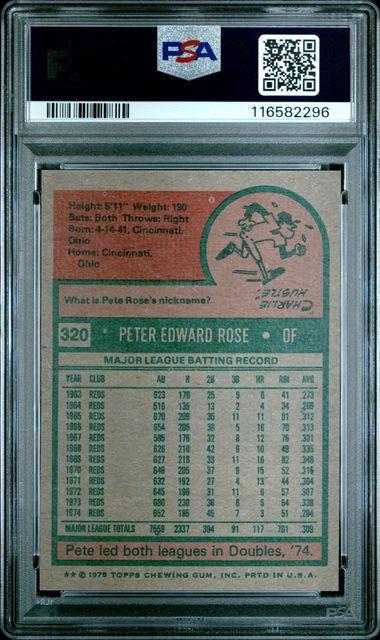 PSA
116582296
Height: 5'11" Weight: 190
Bats: Both Throws: Right
Born: 4-14-41, Cincinnati,
Ohio
Home: Cincinnati,
Ohio
"CHARLIE
HUSTLE"
What is Pete Rose's nickname?
320 PETER EDWARD ROSE • OF
MAJOR LEAGUE BATTING RECORD
YEAR CLUB AB H 2B 3B HR RBI AVG
1963 REDS 623 170 25 9 6 41 .273
1964 REDS 516 139 13 2 4 34 .269
1965 REDS 670 209 35 11 11 81 .312
1966 REDS 654 205 38 5 16 70 .313
1967 REDS 585 176 32 8 12 76 .301
1968 REDS 626 210 42 6 10 49 .335
1969 REDS 627 218 33 11 16 82 .348
1970 REDS 649 205 37 9 15 52 .316
1971 REDS 632 192 27 4 13 44 .304
1972 REDS 645 198 31 11 6 57 .307
1973 REDS 680 230 36 8 5 64 .338
1974 REDS 652 185 45 7 3 51 .284
MAJOR LEAGUE TOTALS 7559 2337 394 91 117 701 .309
Pete led both leagues in Doubles, '74.
** © 1975 TOPPS CHEWING GUM, INC. PRTD IN U.S.A.
PSA